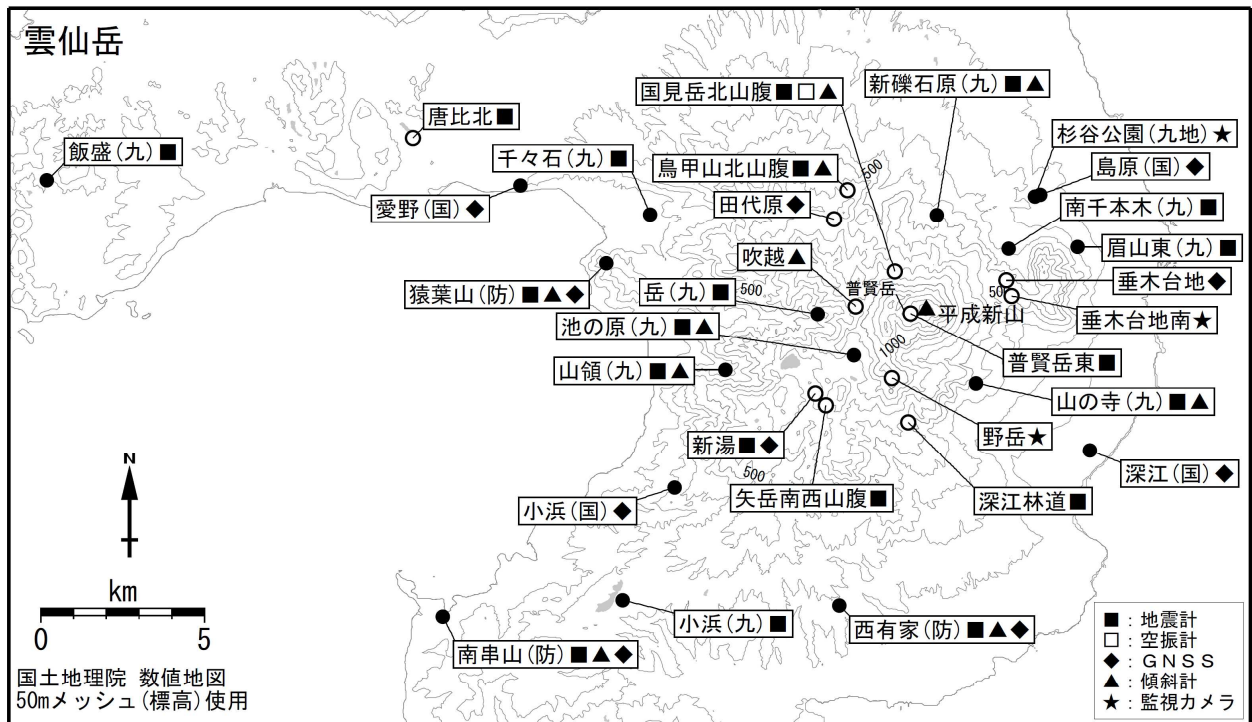 雲仙岳
国見岳北山腹■□▲
新礫石原(九)■▲
唐比北■
杉谷公園(九地)★
飯盛(九)■
千々石(九)■
鳥甲山北山腹■▲
500
島原(国)◆
愛野(国)◆
田代原◆
南千本木(九)■
吹越▲
眉山東(九)■
猿葉山(防)■▲◆
岳(九)■
500
普賢岳
500
垂木台地◆
池の原(九)■▲
平成新山
垂木台地南★
1000
山領(九)■▲
普賢岳東■
山の寺(九)■▲
新湯■◆
野岳★
N
500
深江(国)◆
小浜(国)◆
矢岳南西山腹■
深江林道■
km
0 5
小浜(九)■
西有家(防)■▲◆
南串山(防)■▲◆
国土地理院 数値地図
50mメッシュ(標高)使用
■:地震計
□:空振計
◆:GNSS
▲:傾斜計
★:監視カメラ